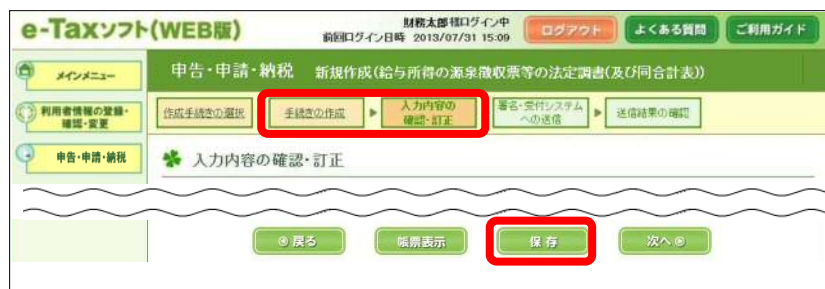 e-Taxソフト(WEB版)
財務太郎様ログイン中
前回ログイン日時 2013/07/31 15:09
ログアウト
よくある質問
ご利用ガイド
メインメニュー
利用者情報の登録・
確認・変更
申告・申請・納税
申告・申請・納税 新規作成(給与所得の源泉徴収票等の法定調書(及び同合計表))
作成手続きの選択
手続きの作成
入力内容の
確認・訂正
署名・受付システム
への送信
送信結果の確認
入力内容の確認・訂正
戻る
帳票表示
保存
次へ